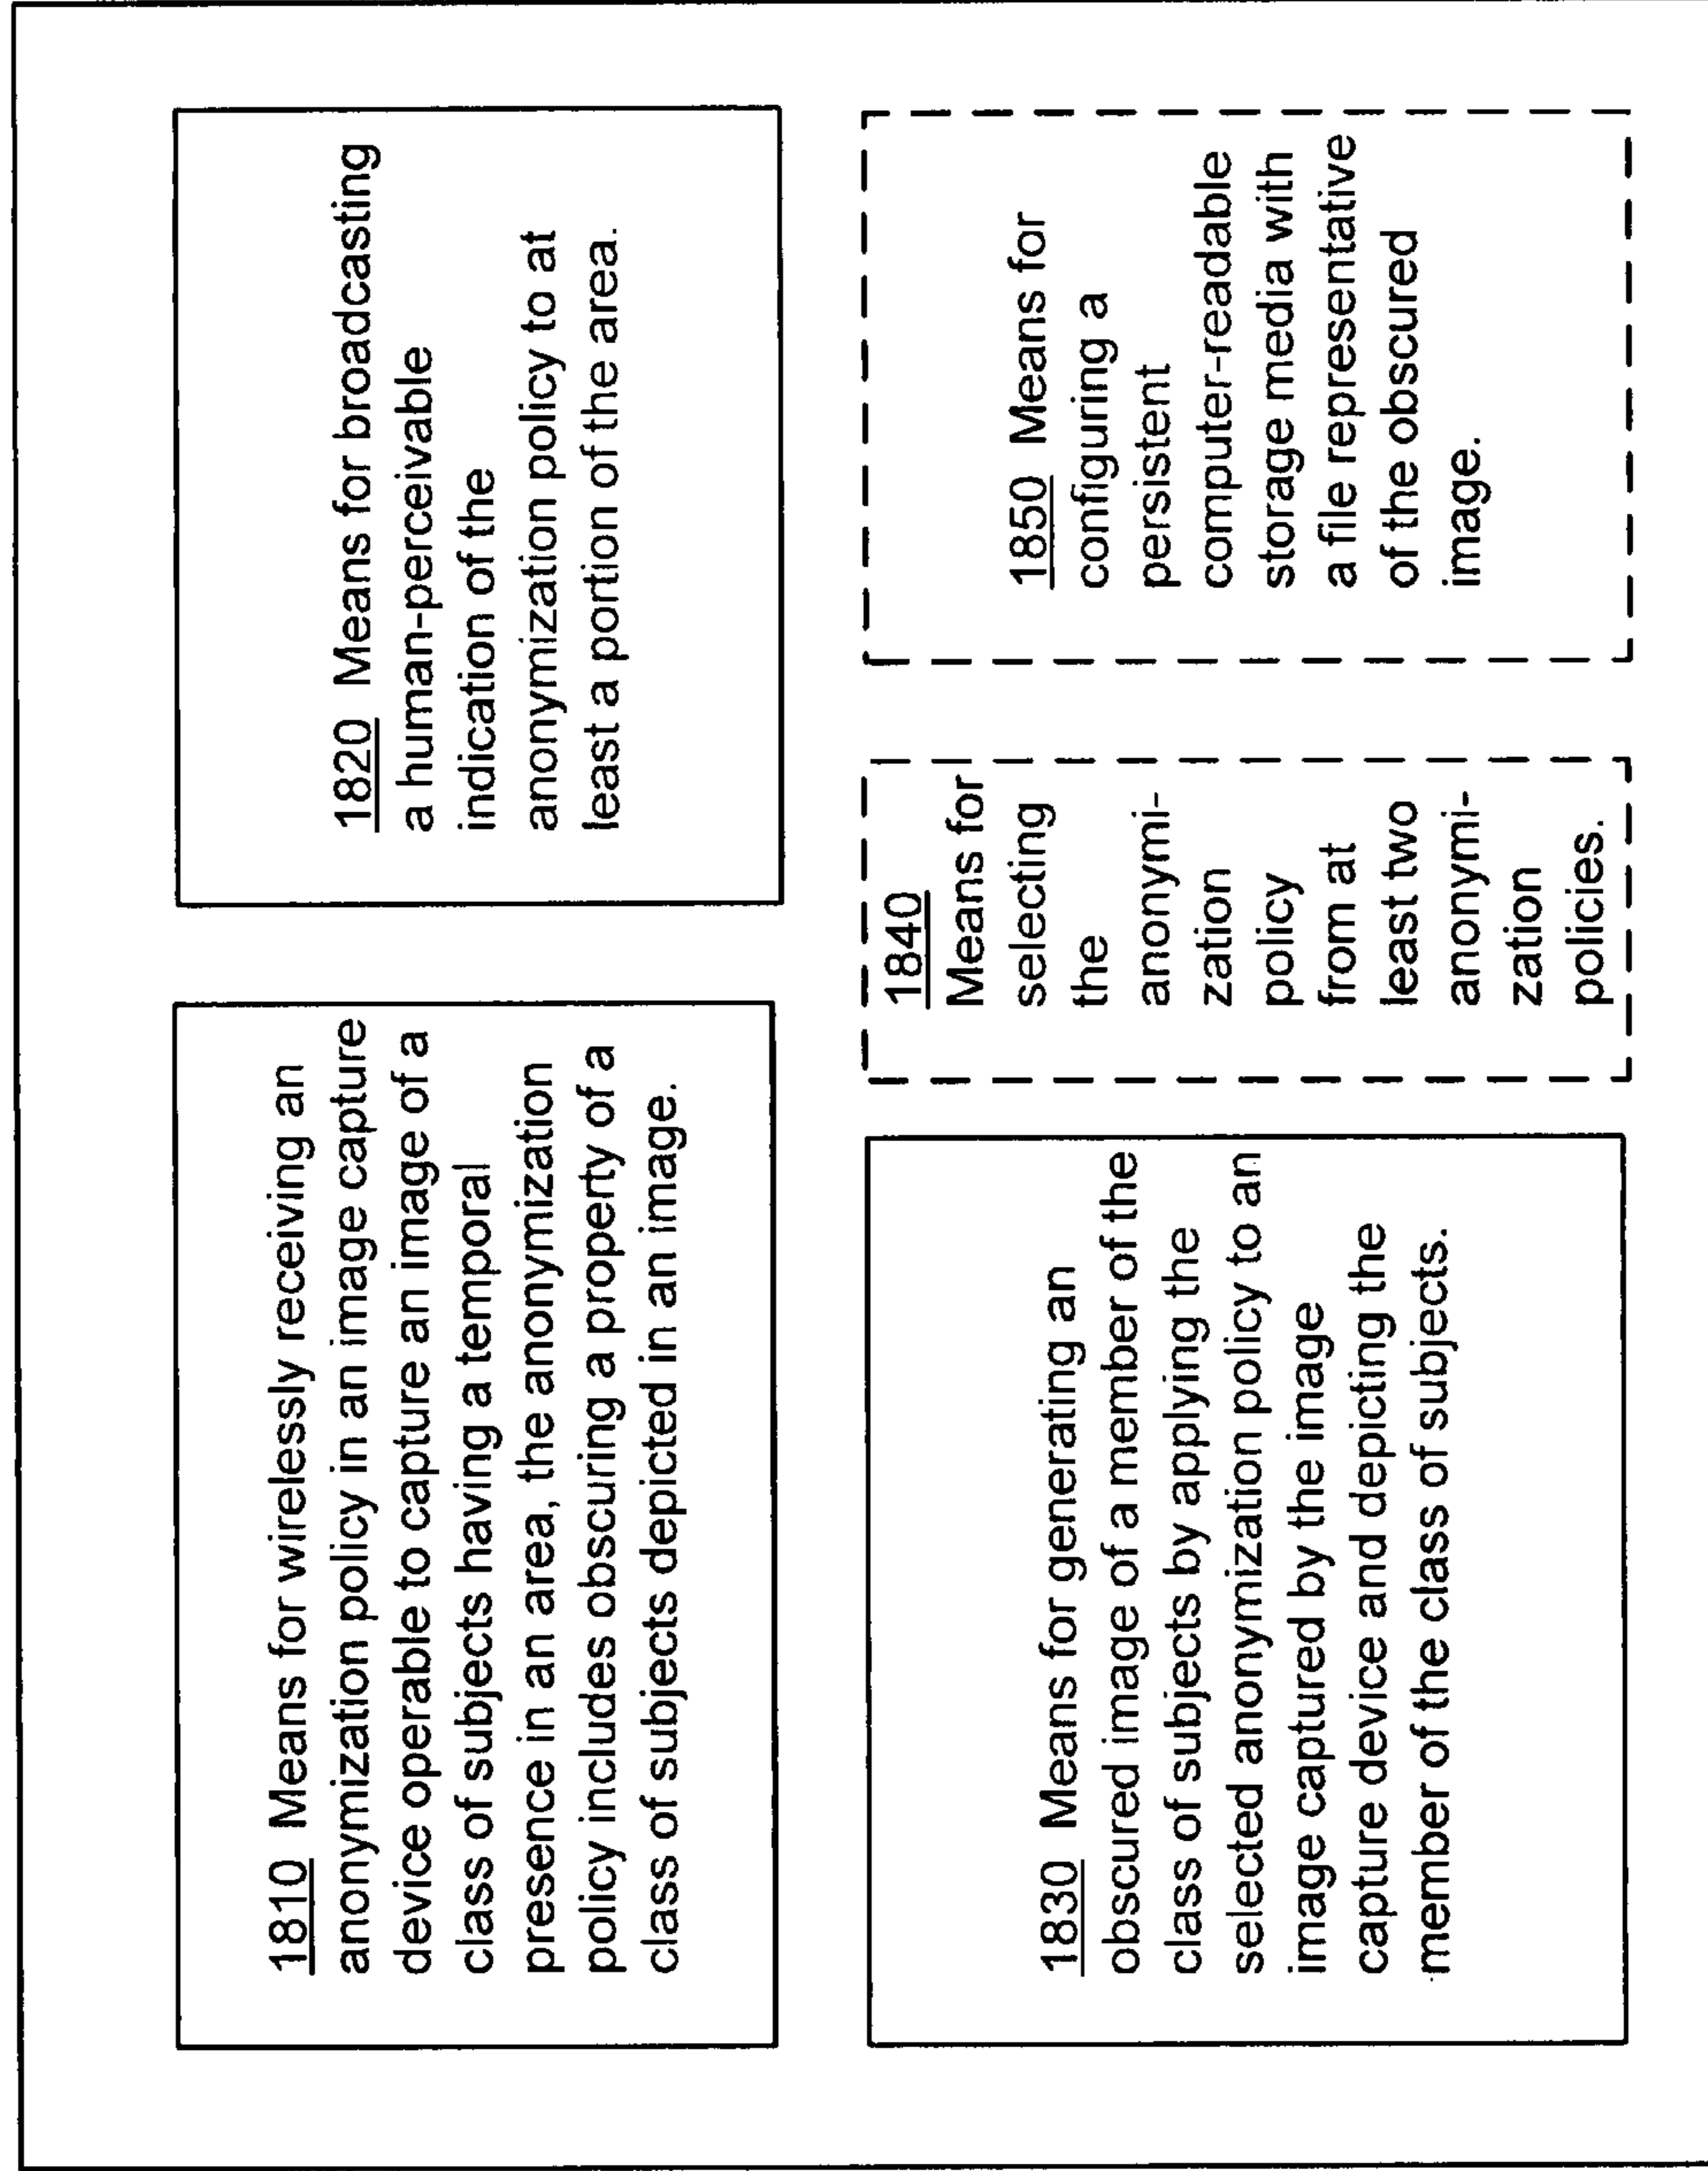 1810 Means for wirelessly receiving an
anonymization policy in an image capture
device operable to capture an image of a
class of subjects having a temporal
presence in an area, the anonymization
policy includes obscuring a property of a
class of subjects depicted in an image.
1820 Means for broadcasting
a human-perceivable
indication of the
anonymization policy to at
least a portion of the area.
1830 Means for generating an
obscured image of a member of the
class of subjects by applying the
selected anonymization policy to an
image captured by the image
capture device and depicting the
member of the class of subjects.
1840
Means for
selecting
the
anonymi-
zation
policy
from at
least two
anonymi-
zation
policies.
1850 Means for
configuring a
persistent
computer-readable
storage media with
a file representative
of the obscured
image.